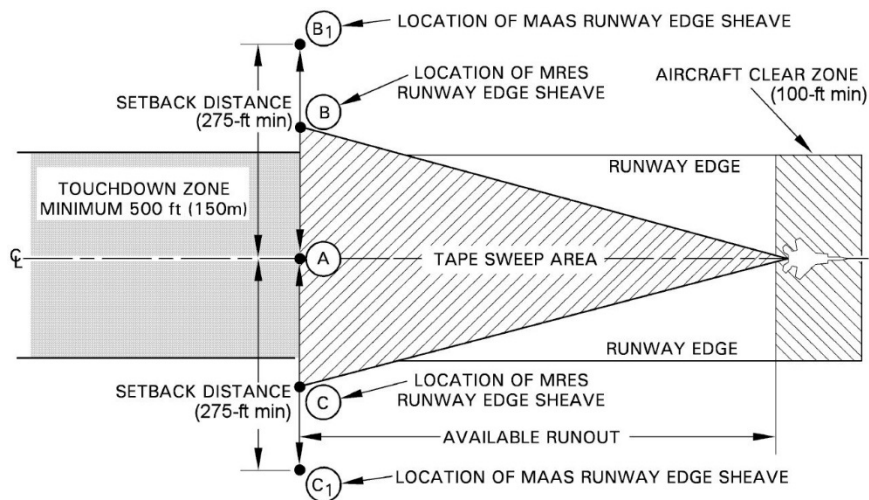 B1
LOCATION OF MAAS RUNWAY EDGE SHEAVE
SETBACK DISTANCE
(275-ft min)
B
LOCATION OF MRES
RUNWAY EDGE SHEAVE
AIRCRAFT CLEAR ZONE
(100-ft min)
RUNWAY EDGE
TOUCHDOWN ZONE
MINIMUM 500 ft (150m)
℄
A
TAPE SWEEP AREA
RUNWAY EDGE
SETBACK DISTANCE
(275-ft min)
C
LOCATION OF MRES
RUNWAY EDGE SHEAVE
AVAILABLE RUNOUT
C1
LOCATION OF MAAS RUNWAY EDGE SHEAVE